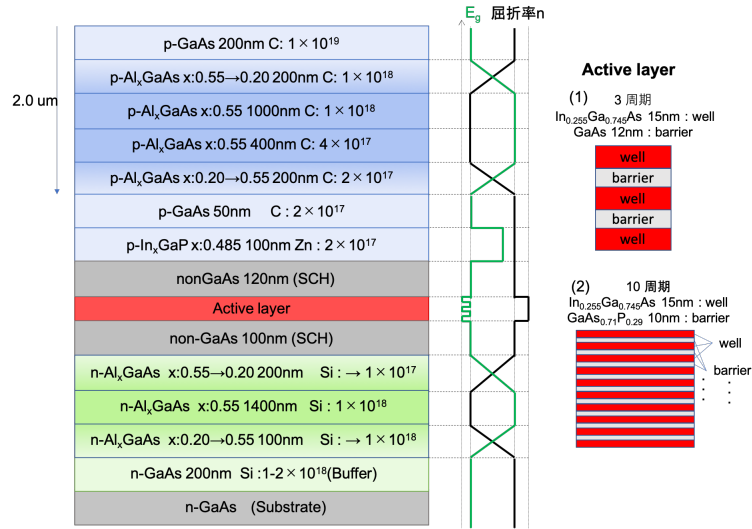 Eg 屈折率n
p-GaAs 200nm C: 1×10¹⁹
p-AlxGaAs x:0.55→0.20 200nm C: 1×10¹⁸
2.0 um
p-AlxGaAs x:0.55 1000nm C: 1×10¹⁸
p-AlxGaAs x:0.55 400nm C: 4×10¹⁷
p-AlxGaAs x:0.20→0.55 200nm C: 2×10¹⁷
p-GaAs 50nm C : 2×10¹⁷
p-InxGaP x:0.485 100nm Zn : 2×10¹⁷
nonGaAs 120nm (SCH)
Active layer
non-GaAs 100nm (SCH)
n-AlxGaAs x:0.55→0.20 200nm Si : → 1×10¹⁷
n-AlxGaAs x:0.55 1400nm Si : 1×10¹⁸
n-AlxGaAs x:0.20→0.55 100nm Si : → 1×10¹⁸
n-GaAs 200nm Si :1-2×10¹⁸(Buffer)
n-GaAs (Substrate)
Active layer
(1) 3 周期
In0.255Ga0.745As 15nm : well
GaAs 12nm : barrier
well
barrier
well
barrier
well
(2) 10 周期
In0.255Ga0.745As 15nm : well
GaAs0.71P0.29 10nm : barrier
well
barrier